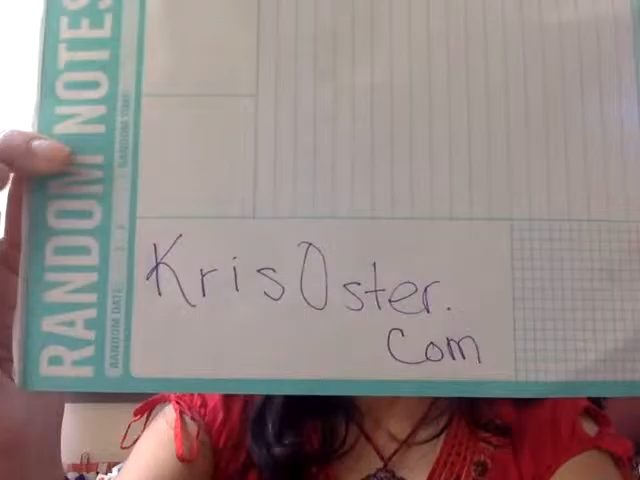 RANDOM NOTES
RANDOM DATE
RANDOM TIME
KrisOster.
Com